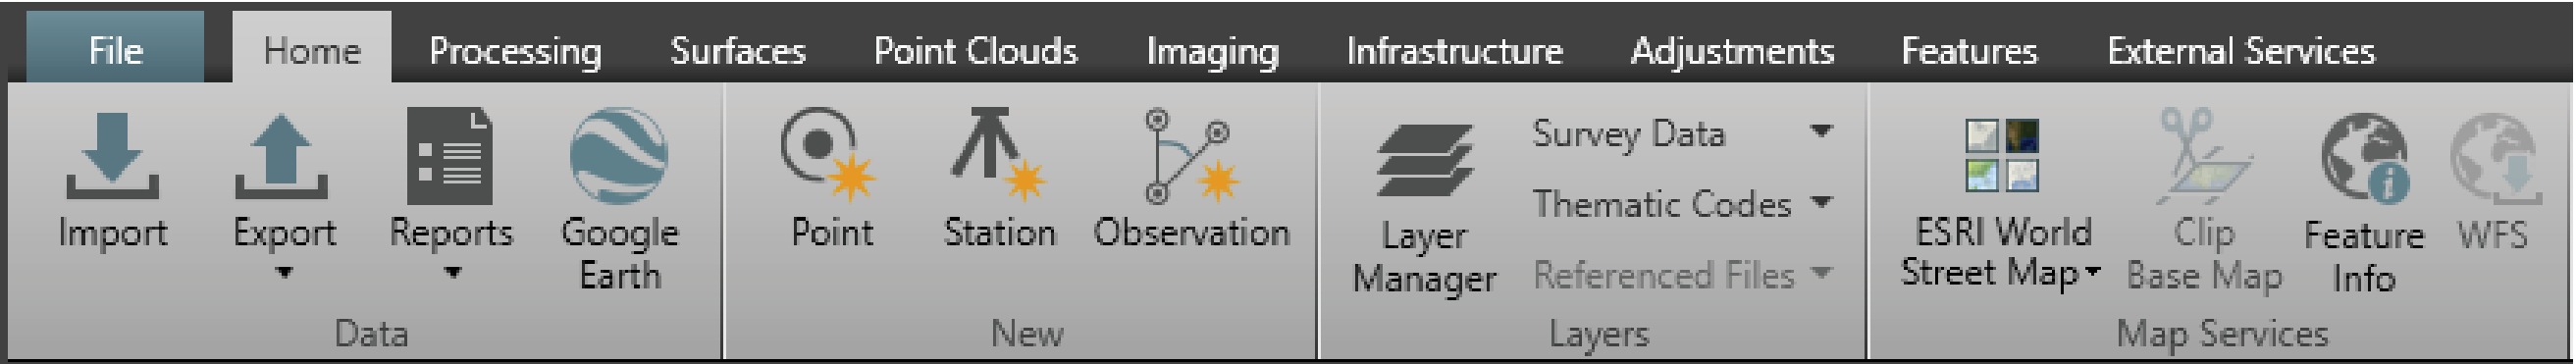 File Home Processing Surfaces Point Clouds Imaging Infrastructure Adjustments Features External Services
Import
Export
Reports
Google
Earth
Data
Point
Station
Observation
New
Layer
Manager
Survey Data
Thematic Codes
Referenced Files
Layers
ESRI World
Street Map
Clip
Base Map
Feature
Info
WFS
Map Services